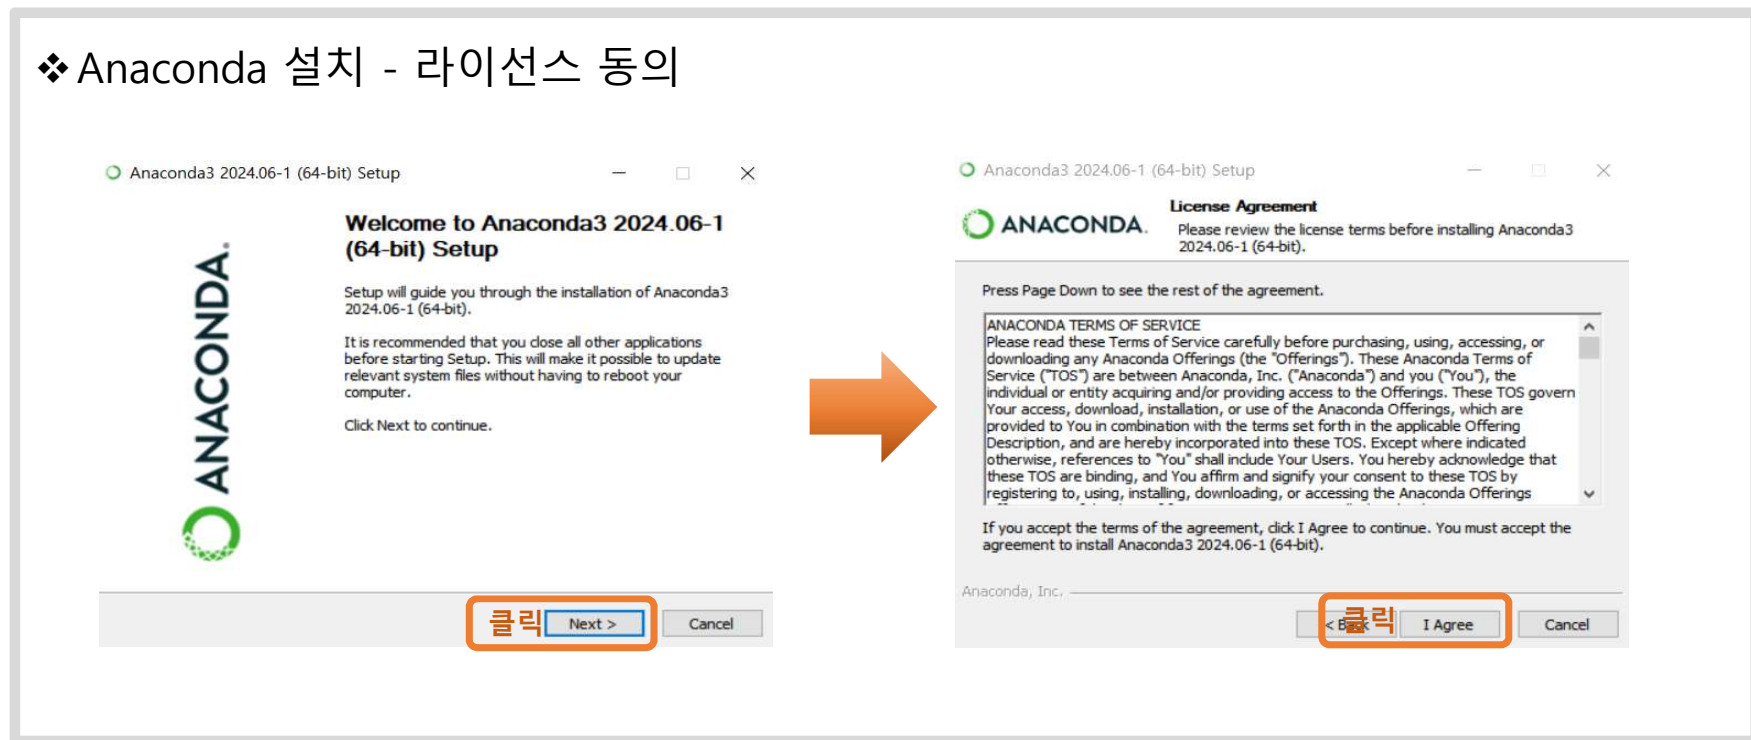 ❖ Anaconda 설치 - 라이선스 동의
Anaconda3 2024.06-1 (64-bit) Setup
ANACONDA.
Welcome to Anaconda3 2024.06-1
(64-bit) Setup
Setup will guide you through the installation of Anaconda3
2024.06-1 (64-bit).
It is recommended that you close all other applications
before starting Setup. This will make it possible to update
relevant system files without having to reboot your
computer.
Click Next to continue.
클릭 Next >
Cancel
Anaconda3 2024.06-1 (64-bit) Setup
ANACONDA.
License Agreement
Please review the license terms before installing Anaconda3
2024.06-1 (64-bit).
Press Page Down to see the rest of the agreement.
ANACONDA TERMS OF SERVICE
Please read these Terms of Service carefully before purchasing, using, accessing, or
downloading any Anaconda Offerings (the "Offerings"). These Anaconda Terms of
Service ("TOS") are between Anaconda, Inc. ("Anaconda") and you ("You"), the
individual or entity acquiring and/or providing access to the Offerings. These TOS govern
Your access, download, installation, or use of the Anaconda Offerings, which are
provided to You in combination with the terms set forth in the applicable Offering
Description, and are hereby incorporated into these TOS. Except where indicated
otherwise, references to "You" shall include Your Users. You hereby acknowledge that
these TOS are binding, and You affirm and signify your consent to these TOS by
registering to, using, installing, downloading, or accessing the Anaconda Offerings
If you accept the terms of the agreement, click I Agree to continue. You must accept the
agreement to install Anaconda3 2024.06-1 (64-bit).
Anaconda, Inc.
< Back
클릭
I Agree
Cancel